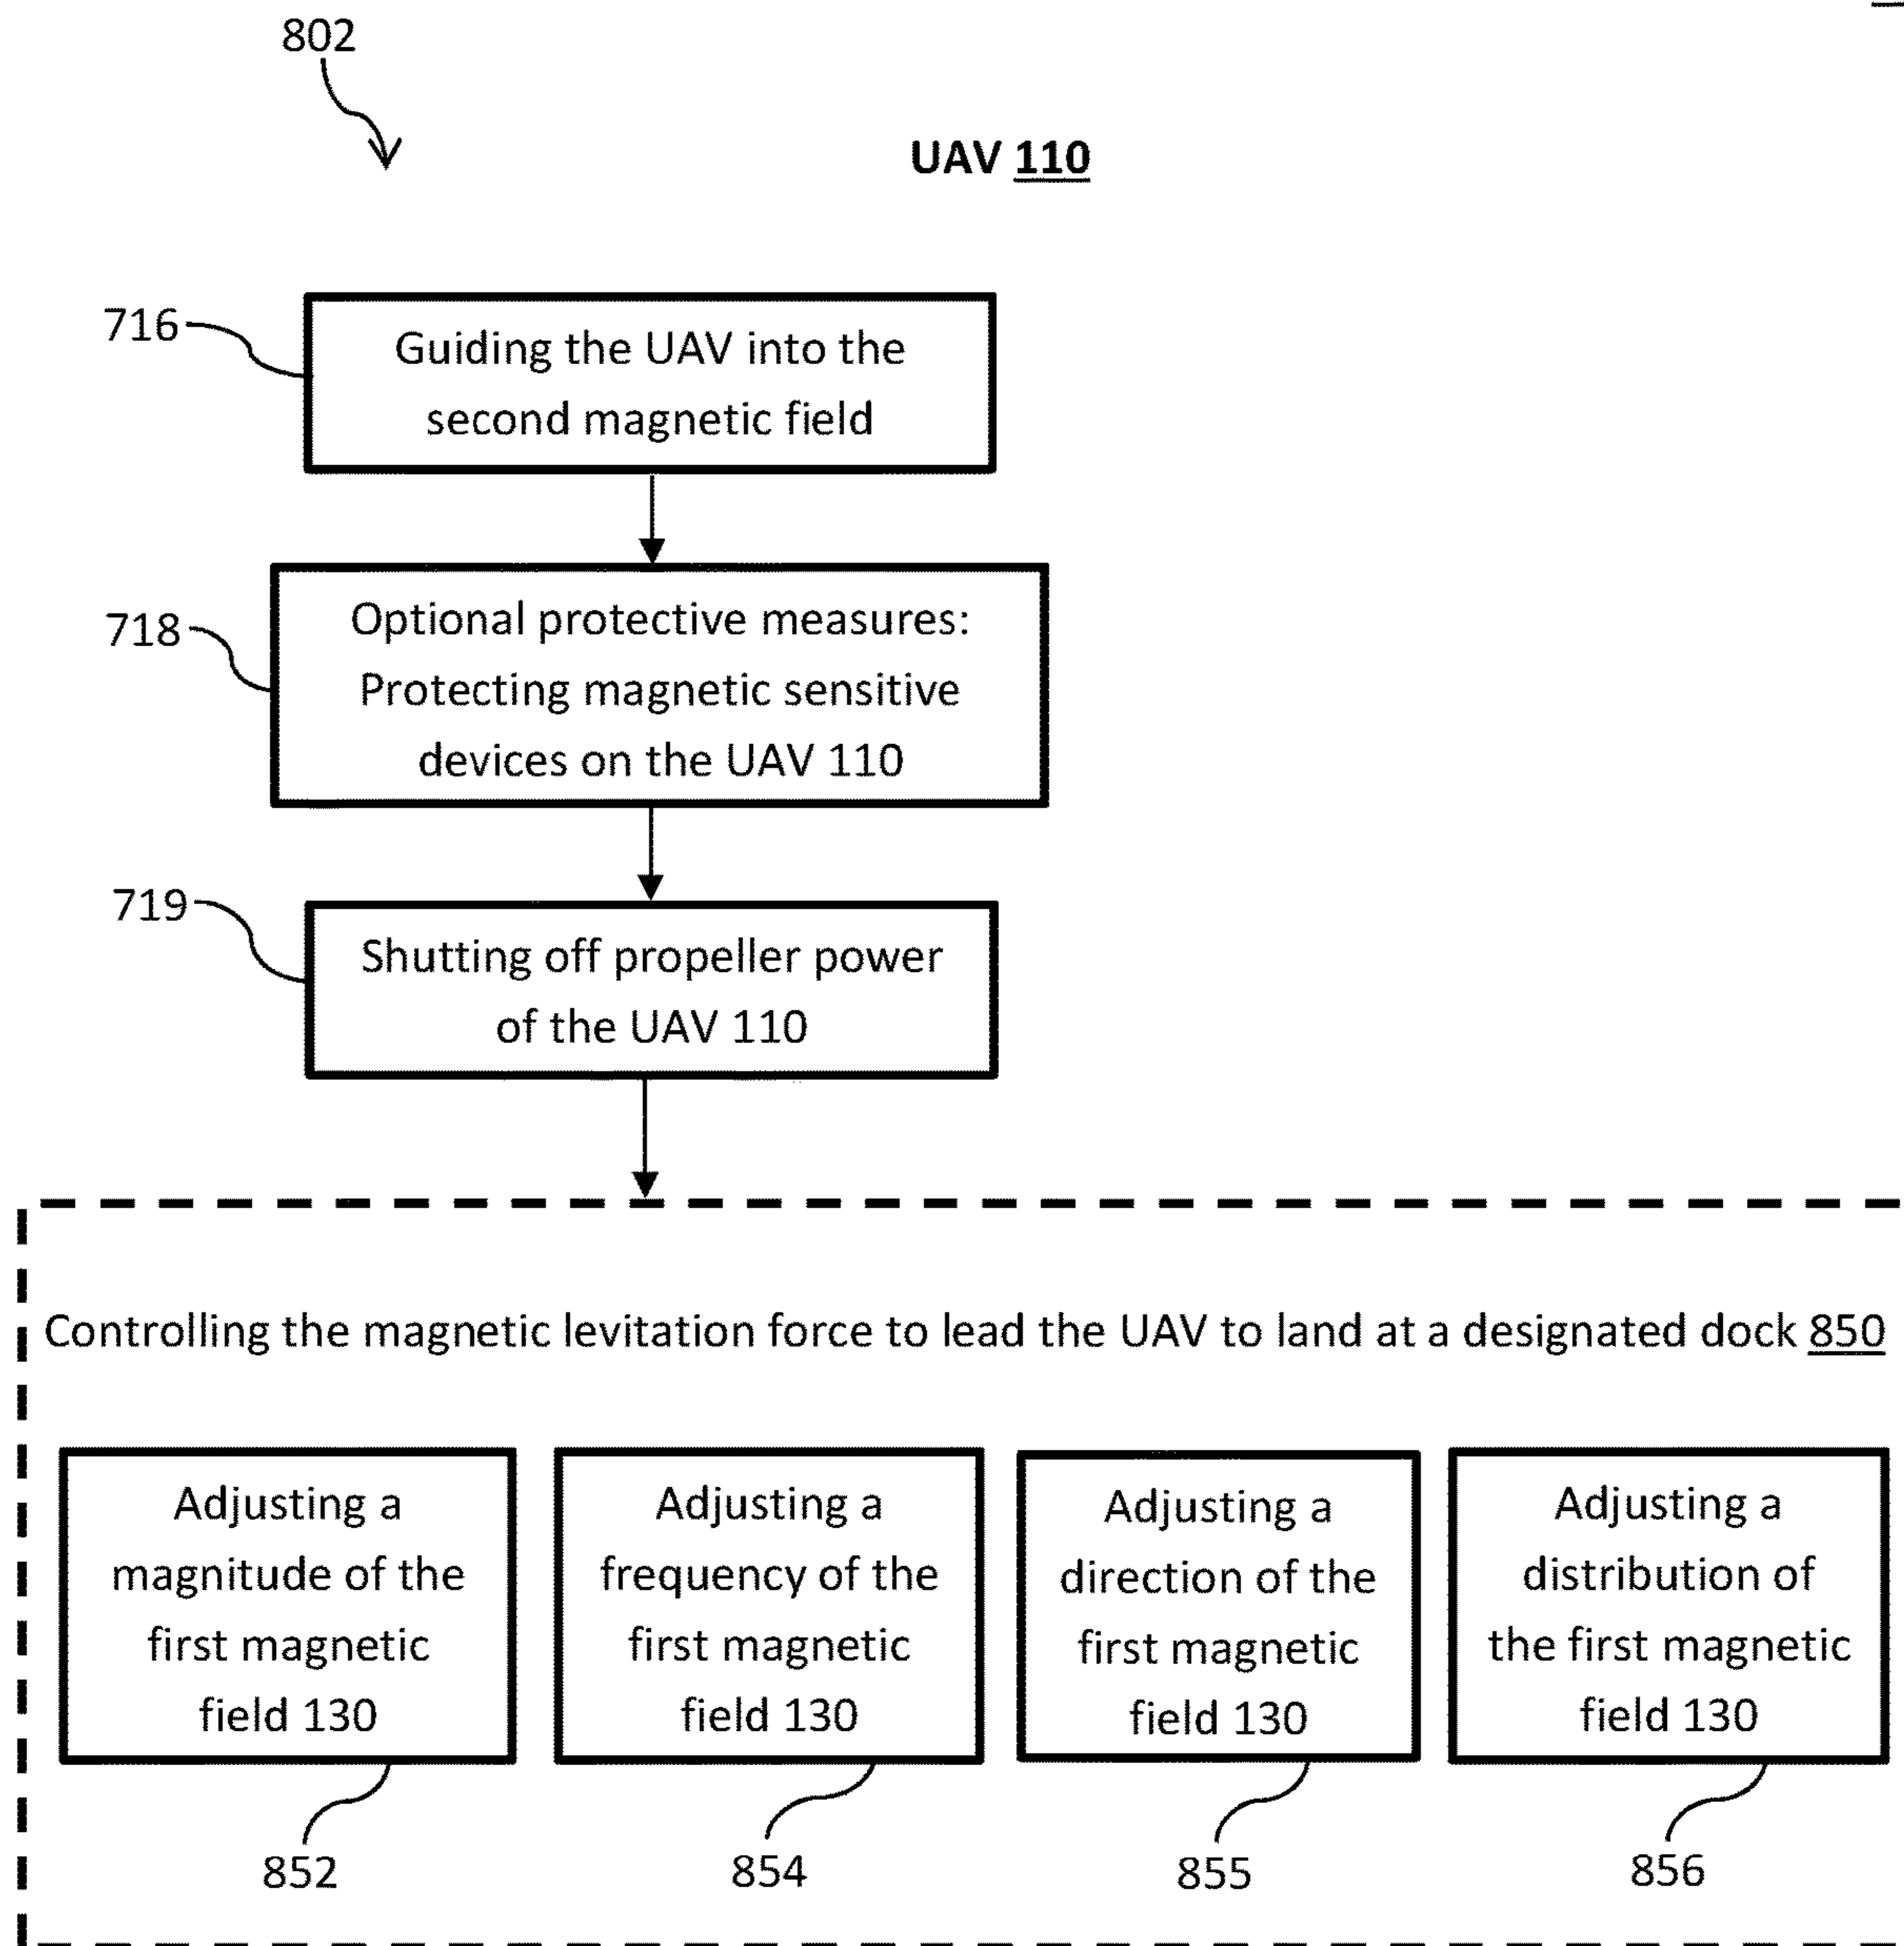 802
UAV 110
716
Guiding the UAV into the
second magnetic field
718
Optional protective measures:
Protecting magnetic sensitive
devices on the UAV 110
719
Shutting off propeller power
of the UAV 110
Controlling the magnetic levitation force to lead the UAV to land at a designated dock 850
Adjusting a
magnitude of the
first magnetic
field 130
Adjusting a
frequency of the
first magnetic
field 130
Adjusting a
direction of the
first magnetic
field 130
Adjusting a
distribution of
the first magnetic
field 130
852
854
855
856